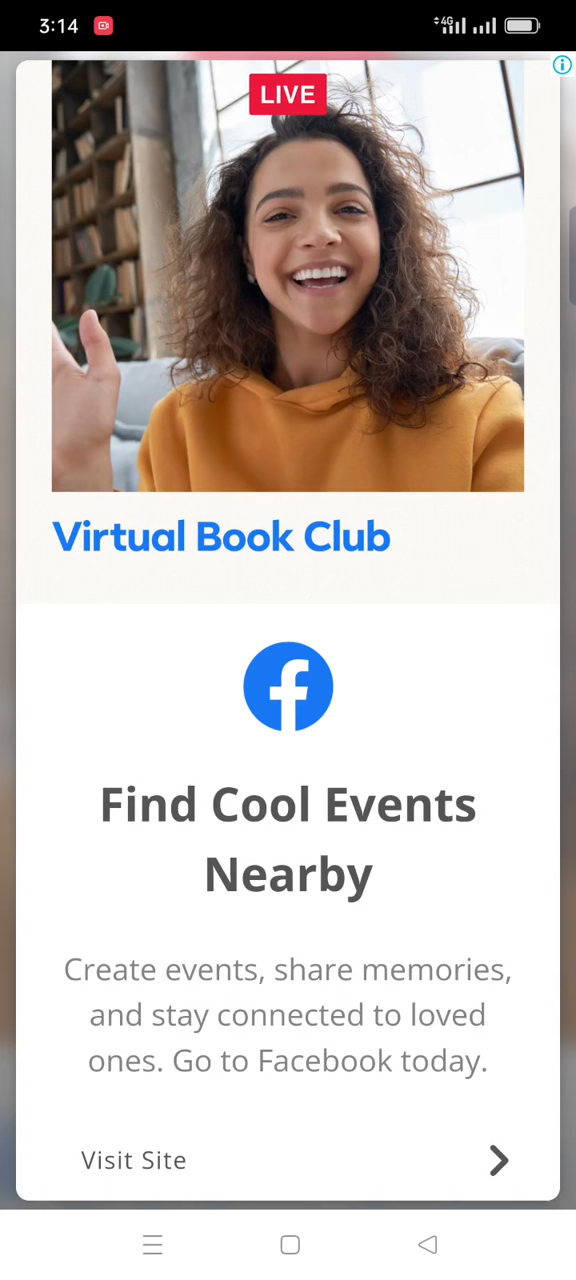 3:14
4G
LIVE
Virtual Book Club
Find Cool Events
Nearby
Create events, share memories,
and stay connected to loved
ones. Go to Facebook today.
Visit Site